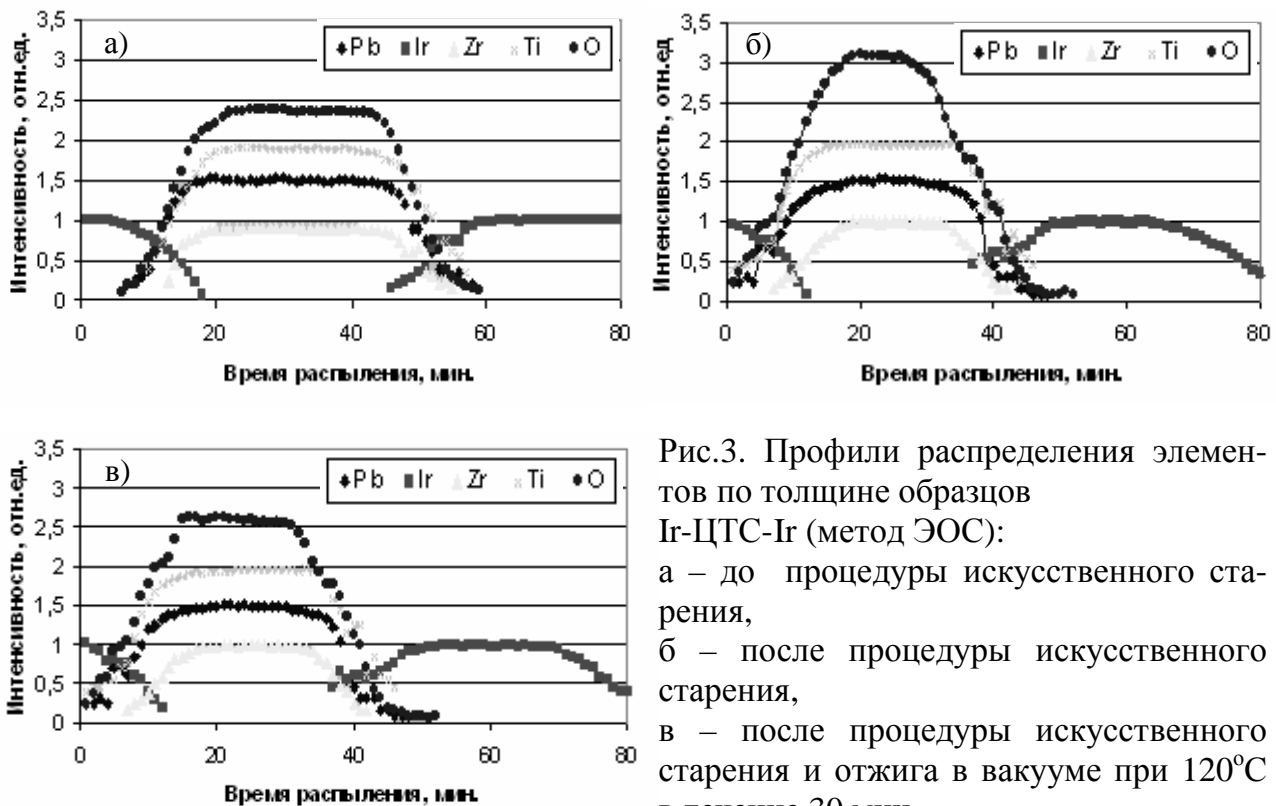 3,5
3
2,5
2
1,5
1
0,5
0
Интенсивность, отн.ед.
а)
Pb Ir Zr Ti O
0 20 40 60 80
Время распыления, мин.
3,5
3
2,5
2
1,5
1
0,5
0
Интенсивность, отн.ед
б)
Pb Ir Zr Ti O
0 20 40 60 80
Время распыления, мин.
3,5
3
2,5
2
1,5
1
0,5
0
Интенсивность, отн.ед.
в)
Pb Ir Zr Ti O
0 20 40 60 80
Время распыления, мин.
Рис.3. Профили распределения элемен-
тов по толщине образцов
Ir-ЦТС-Ir (метод ЭОС):
а – до процедуры искусственного ста-
рения,
б – после процедуры искусственного
старения,
в – после процедуры искусственного
старения и отжига в вакууме при 120°С
в течение 30 мин